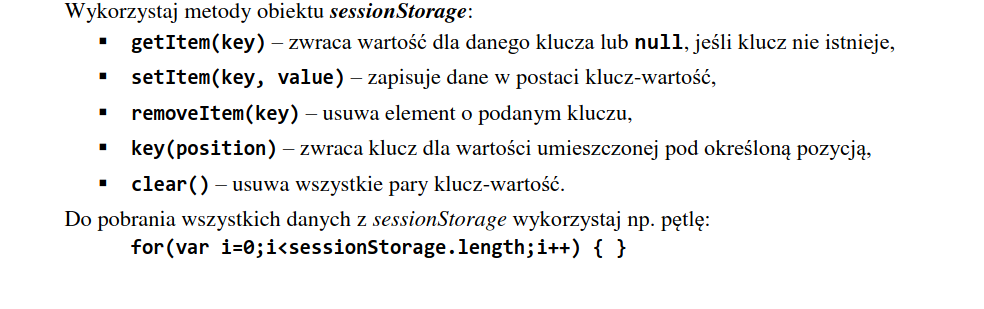 Wykorzystaj metody obiektu sessionStorage:
▪ getItem(key) – zwraca wartość dla danego klucza lub null, jeśli klucz nie istnieje,
▪ setItem(key, value) – zapisuje dane w postaci klucz-wartość,
▪ removeItem(key) – usuwa element o podanym kluczu,
▪ key(position) – zwraca klucz dla wartości umieszczonej pod określoną pozycją,
▪ clear() – usuwa wszystkie pary klucz-wartość.
Do pobrania wszystkich danych z sessionStorage wykorzystaj np. pętlę:
for(var i=0;i<sessionStorage.length;i++) { }